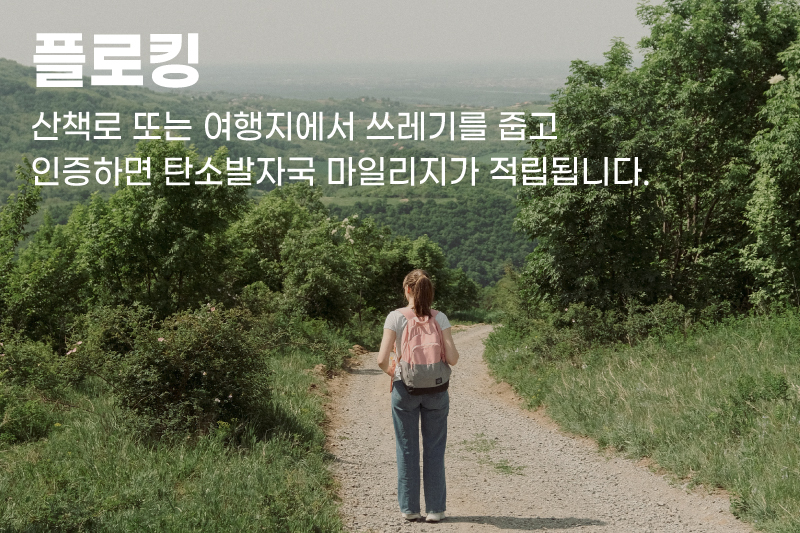 플로킹
산책로 또는 여행지에서 쓰레기를 줍고
인증하면 탄소발자국 마일리지가 적립됩니다.